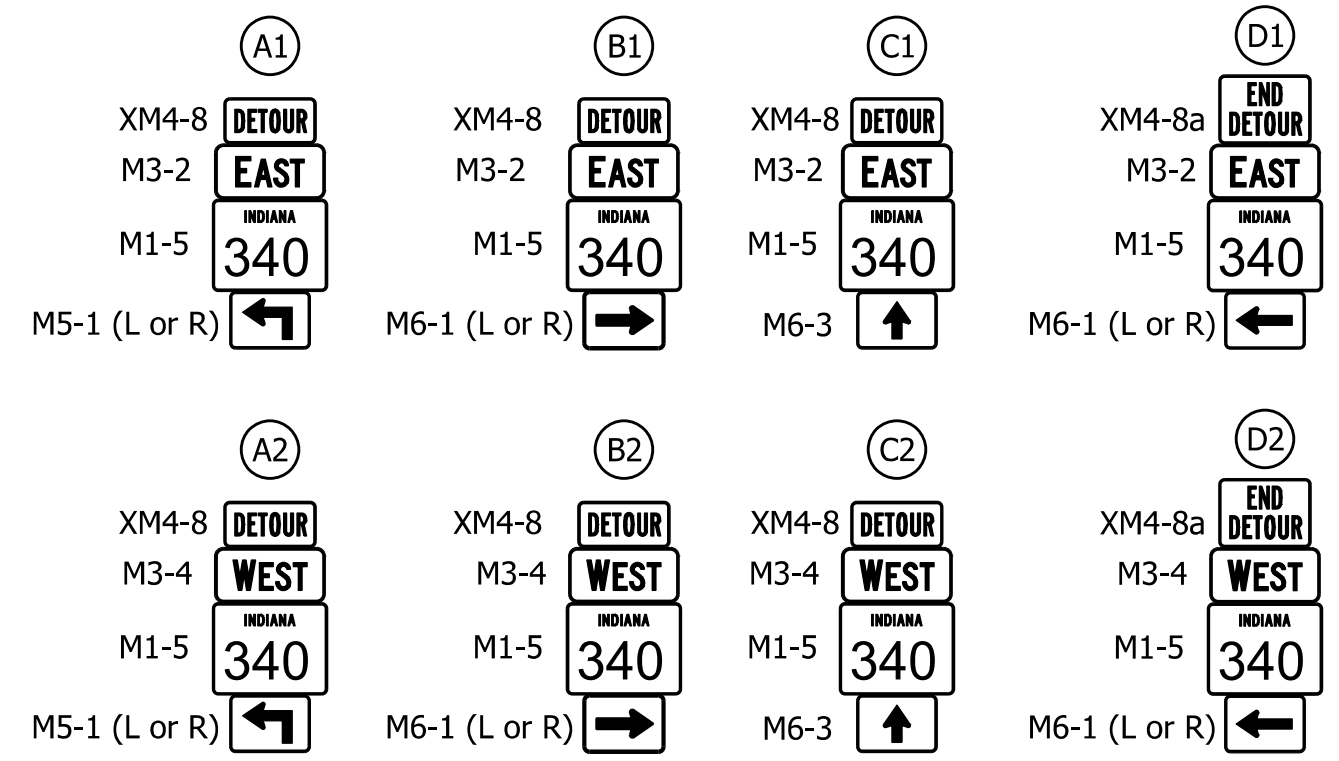 A1
XM4-8 DETOUR
M3-2 EAST
INDIANA
M1-5 340
M5-1 (L or R)
B1
XM4-8 DETOUR
M3-2 EAST
INDIANA
M1-5 340
M6-1 (L or R)
C1
XM4-8 DETOUR
M3-2 EAST
INDIANA
M1-5 340
M6-3
D1
END
XM4-8a DETOUR
M3-2 EAST
INDIANA
M1-5 340
M6-1 (L or R)
A2
XM4-8 DETOUR
M3-4 WEST
INDIANA
M1-5 340
M5-1 (L or R)
B2
XM4-8 DETOUR
M3-4 WEST
INDIANA
M1-5 340
M6-1 (L or R)
C2
XM4-8 DETOUR
M3-4 WEST
INDIANA
M1-5 340
M6-3
D2
END
XM4-8a DETOUR
M3-4 WEST
INDIANA
M1-5 340
M6-1 (L or R)